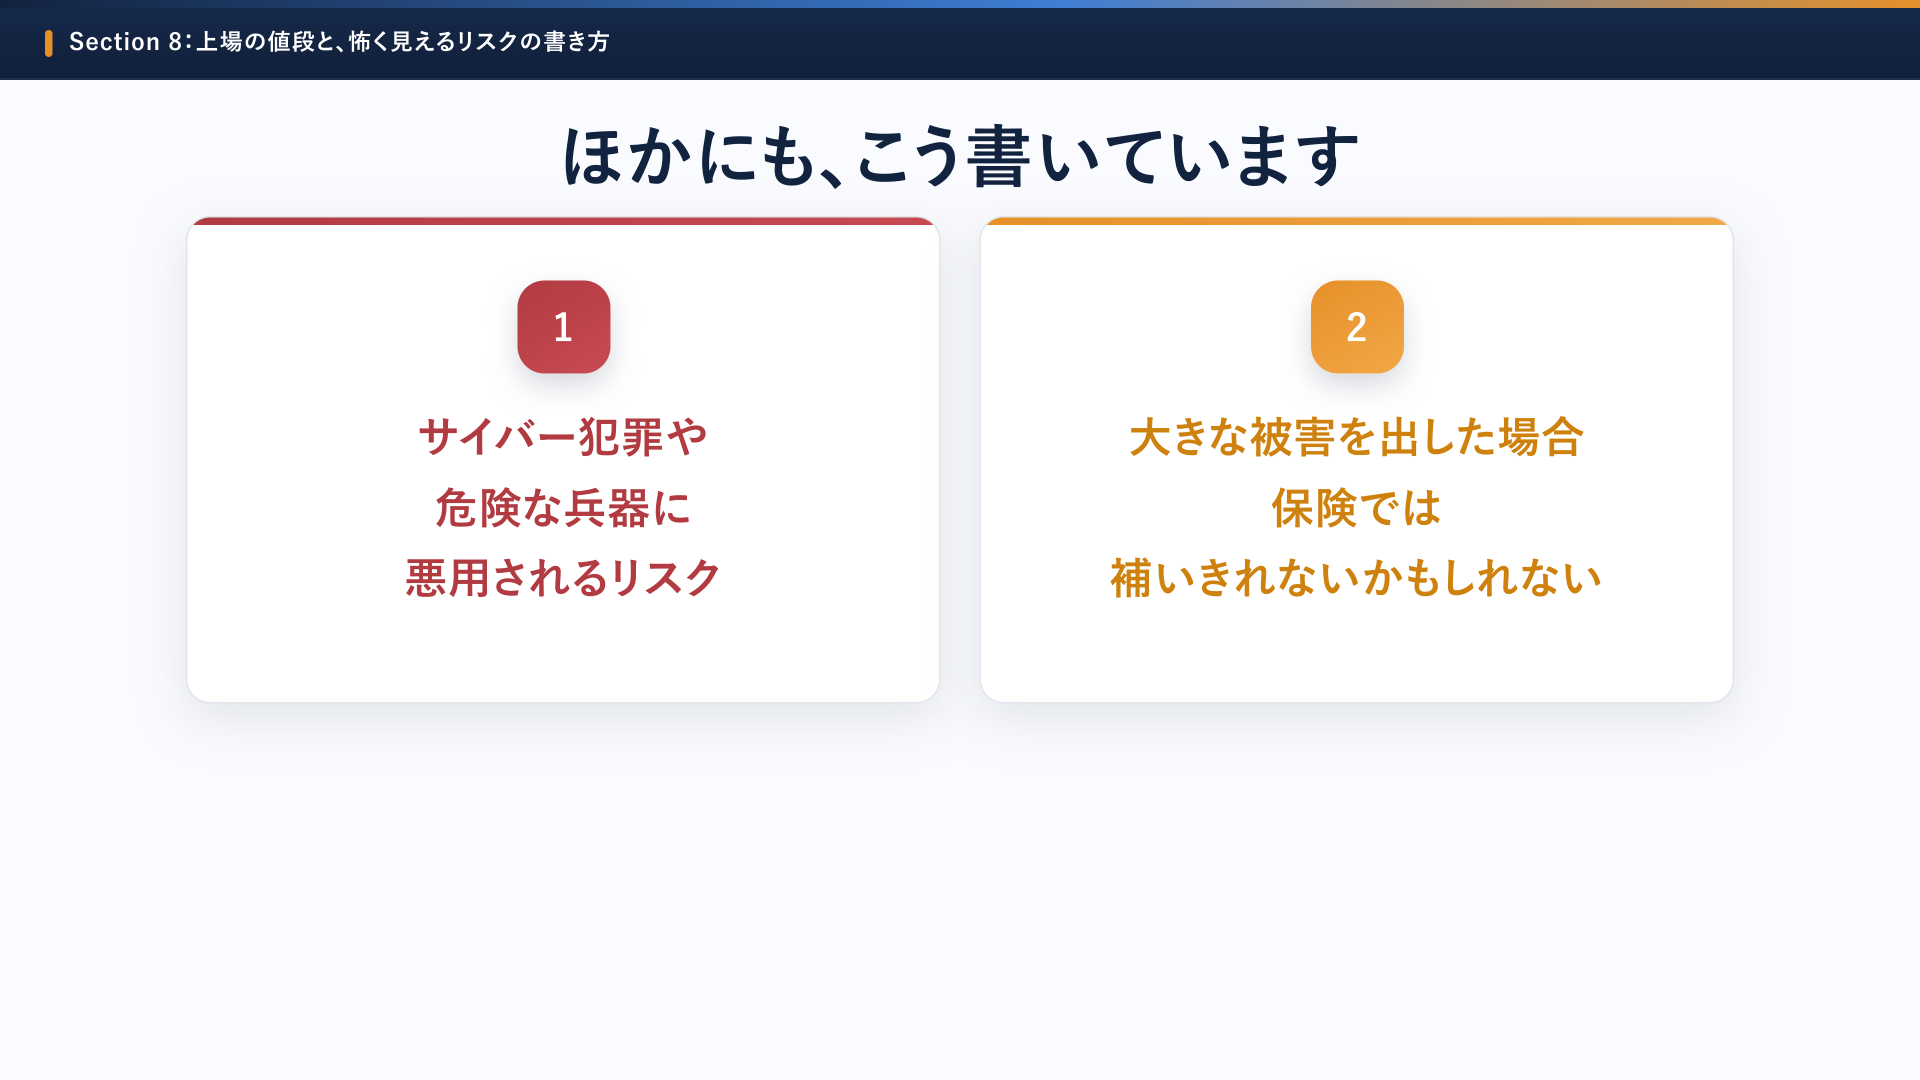 Section 8：上場の値段と、怖く見えるリスクの書き方
ほかにも、こう書いています
1
サイバー犯罪や
危険な兵器に
悪用されるリスク
2
大きな被害を出した場合
保険では
補いきれないかもしれない